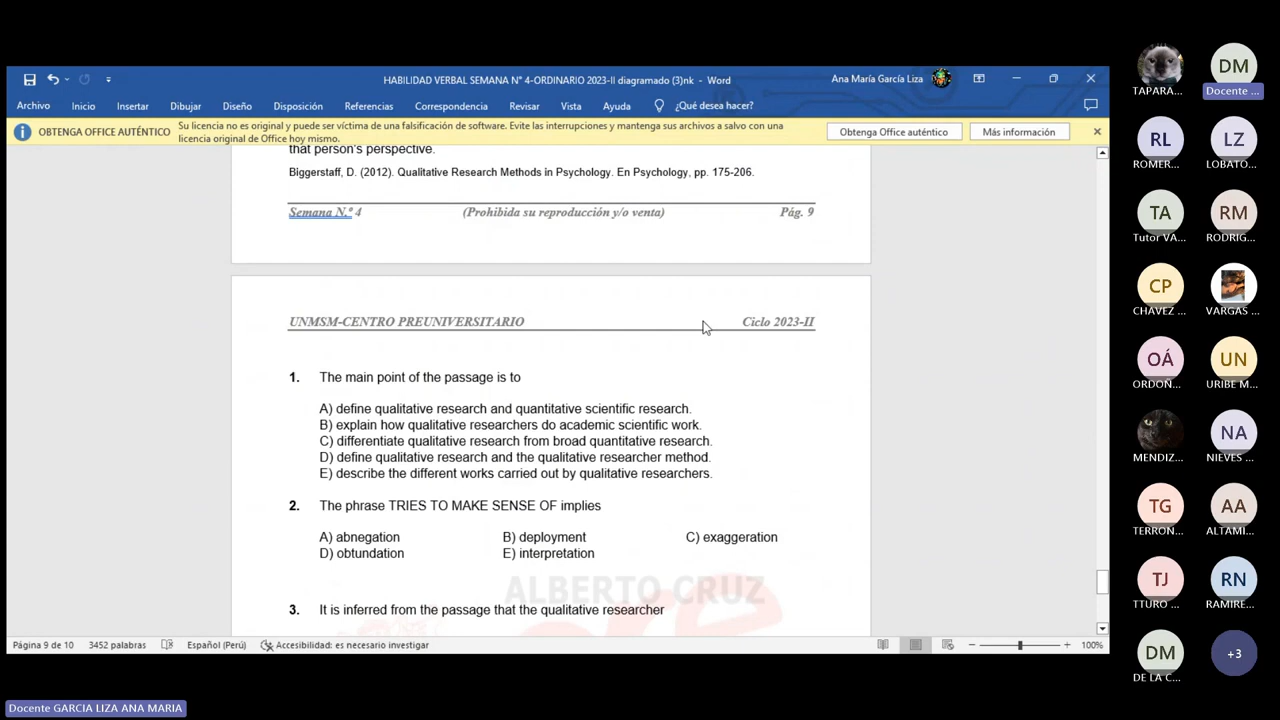 HABILIDAD VERBAL SEMANA N° 4-ORDINARIO 2023-II diagramado (3)nk - Word
Ana María García Liza
Archivo Inicio Insertar Dibujar Diseño Disposición Referencias Correspondencia Revisar Vista Ayuda ¿Qué desea hacer?
OBTENGA OFFICE AUTÉNTICO Su licencia no es original y puede ser víctima de una falsificación de software. Evite las interrupciones y mantenga sus archivos a salvo con una
licencia original de Office hoy mismo.
Obtenga Office auténtico Más información
that person's perspective.
Biggerstaff, D. (2012). Qualitative Research Methods in Psychology. En Psychology, pp. 175-206.
Semana N.º 4 (Prohibida su reproducción y/o venta) Pág. 9
UNMSM-CENTRO PREUNIVERSITARIO Ciclo 2023-II
1. The main point of the passage is to
A) define qualitative research and quantitative scientific research.
B) explain how qualitative researchers do academic scientific work.
C) differentiate qualitative research from broad quantitative research.
D) define qualitative research and the qualitative researcher method.
E) describe the different works carried out by qualitative researchers.
2. The phrase TRIES TO MAKE SENSE OF implies
A) abnegation B) deployment C) exaggeration
D) obtundation E) interpretation
ALBERTO CRUZ
3. It is inferred from the passage that the qualitative researcher
Página 9 de 10 3452 palabras Español (Perú) Accesibilidad: es necesario investigar 100%
Docente GARCIA LIZA ANA MARIA
DM
TAPARA... Docente ...
RL LZ
ROMER... LOBATO...
TA RM
Tutor VA... RODRIG...
CP
CHAVEZ ... VARGAS ...
OÁ UN
ORDOÑ... URIBE M...
NA
MENDIZ... NIEVES ...
TG AA
TERRON... ALTAMI...
TJ RN
TTURO ... RAMIRE...
DM +3
DE LA C...